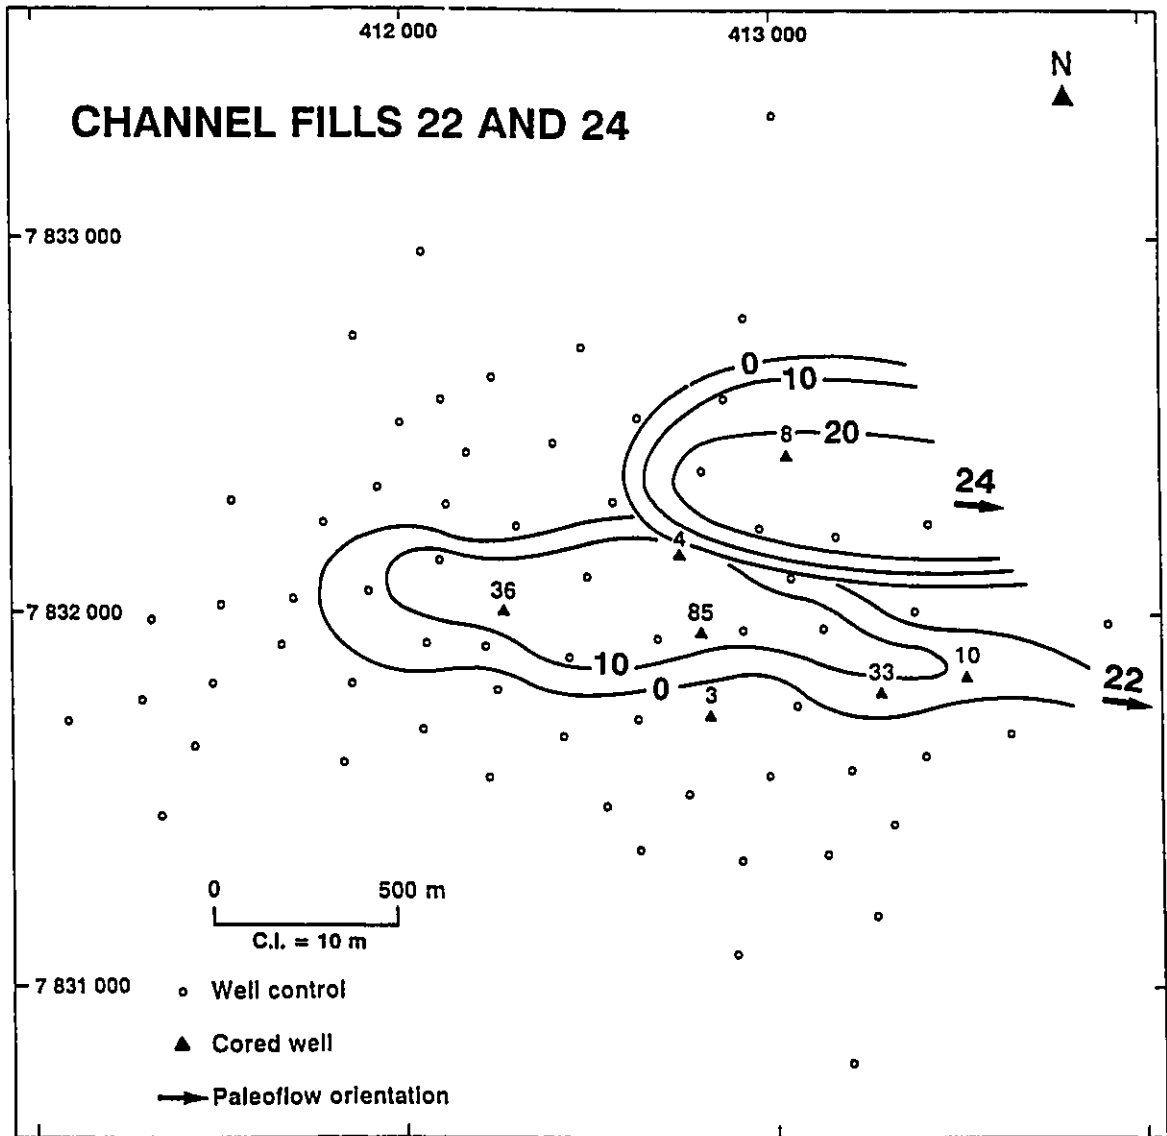 412 000
413 000
N
CHANNEL FILLS 22 AND 24
7 833 000
0
10
8
20
24
4
36
7 832 000
85
10
10
33
0
3
22
0
500 m
C.I. = 10 m
7 831 000
Well control
Cored well
Paleoflow orientation